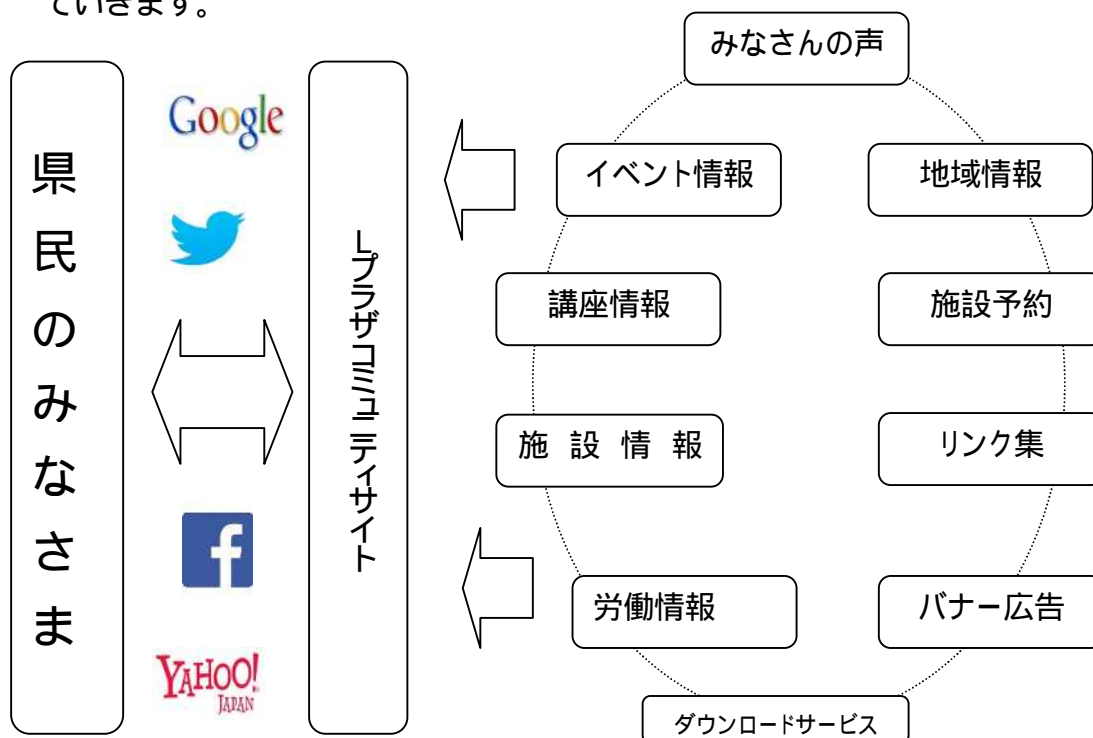 ていきます。
県民のみなさま
Google
f
YAHOO!
JAPAN
Lプラザコミュニティサイト
みなさんの声
イベント情報
地域情報
講座情報
施設予約
施設情報
リンク集
労働情報
バナー広告
ダウンロードサービス